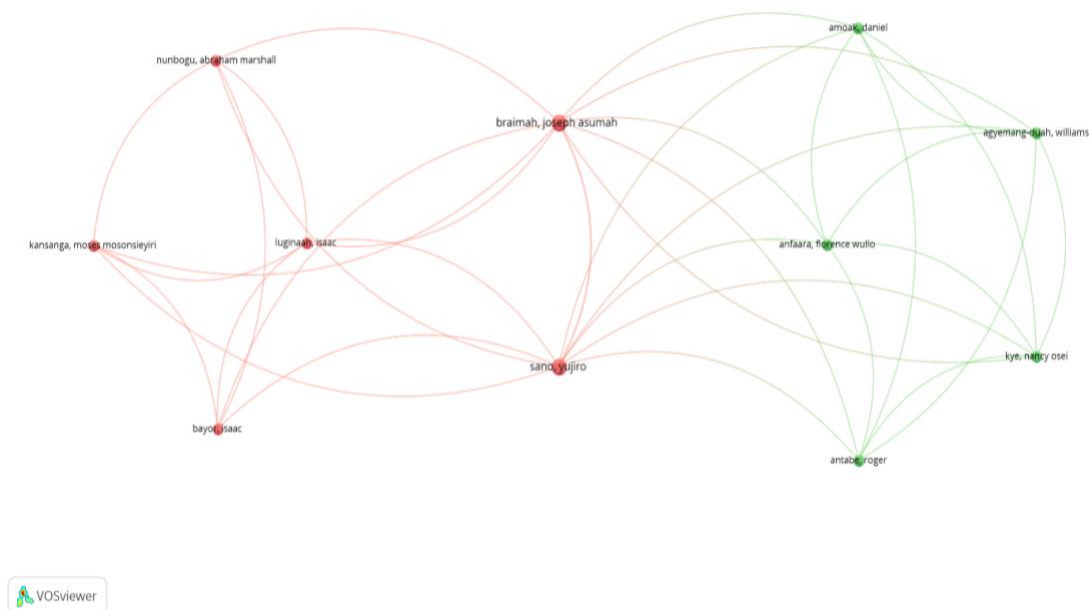 amoak, daniel
nunbogu, abraham marshall
braimah, joseph asumah
agyemang-duah, williams
kansanga, moses mosonsieyiri
luginaah, isaac
anfaara, florence wullo
kye, nancy osei
sano, yujiro
bayor, isaac
antabe, roger
VOSviewer